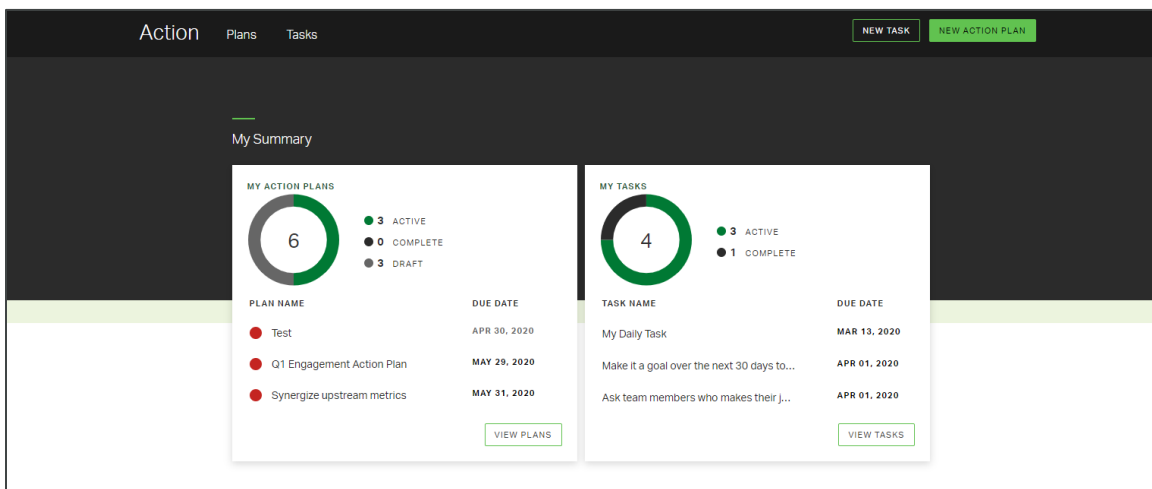 Action Plans Tasks NEW TASK NEW ACTION PLAN
My Summary
MY ACTION PLANS
6
3 ACTIVE
0 COMPLETE
3 DRAFT
PLAN NAME DUE DATE
Test APR 30, 2020
Q1 Engagement Action Plan MAY 29, 2020
Synergize upstream metrics MAY 31, 2020
VIEW PLANS
MY TASKS
4
3 ACTIVE
1 COMPLETE
TASK NAME DUE DATE
My Daily Task MAR 13, 2020
Make it a goal over the next 30 days to... APR 01, 2020
Ask team members who makes their j... APR 01, 2020
VIEW TASKS